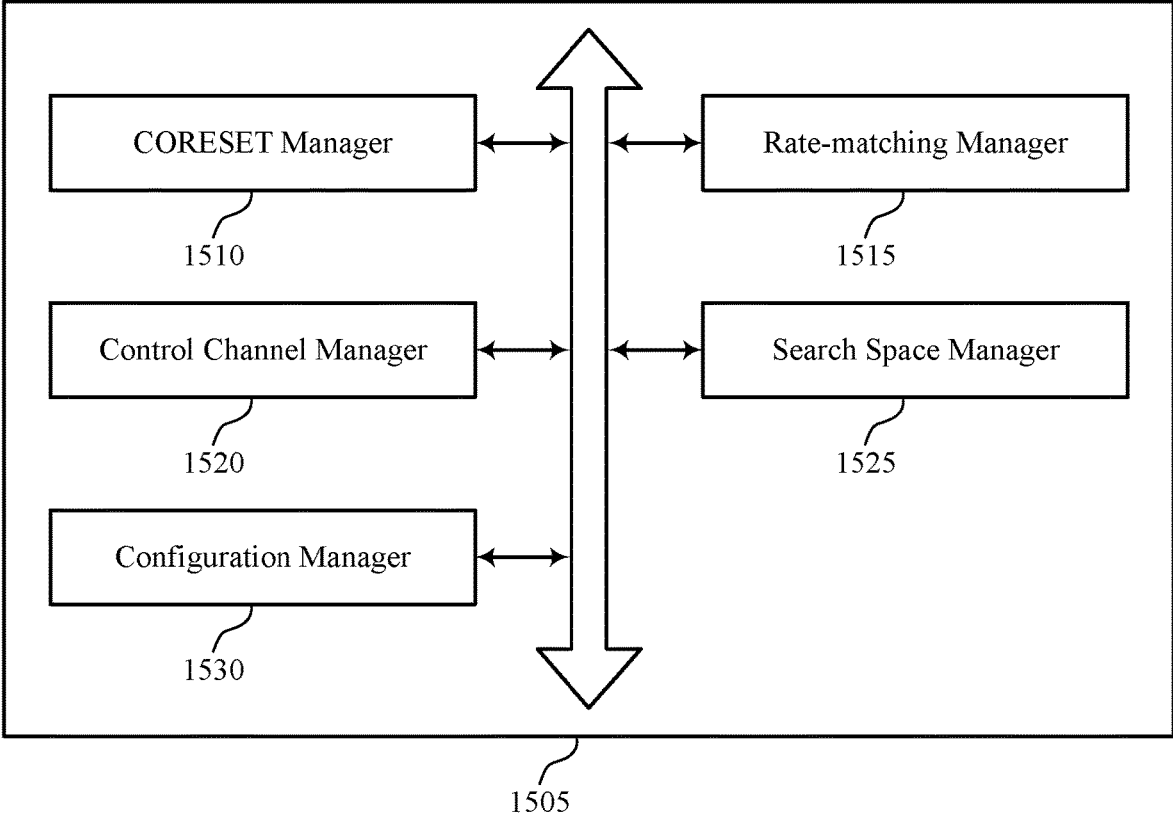 CORESET Manager
1510
Rate-matching Manager
1515
Control Channel Manager
1520
Search Space Manager
1525
Configuration Manager
1530
1505